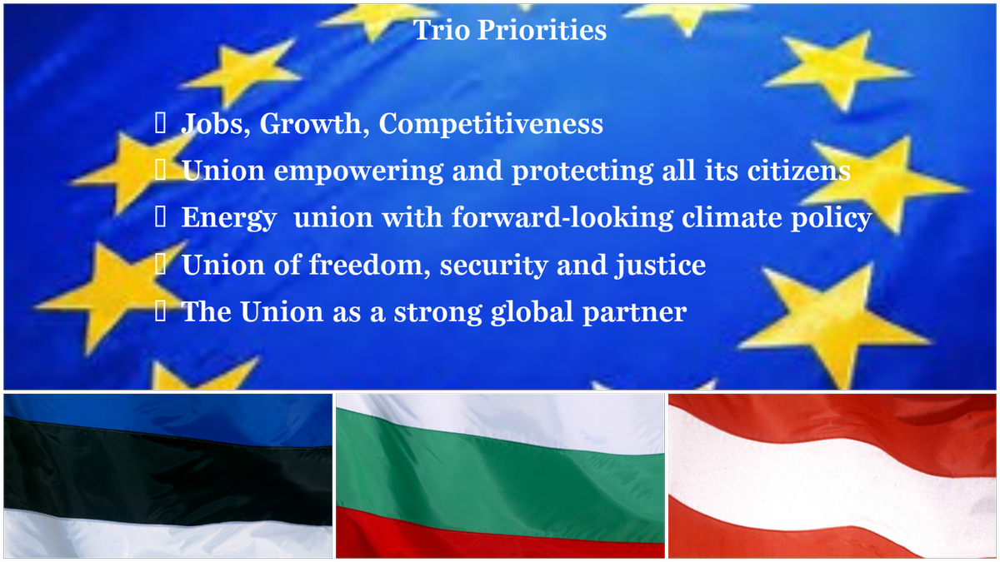 Trio Priorities
Jobs, Growth, Competitiveness
Union empowering and protecting all its citizens
Energy  union with forward-looking climate policy
Union of freedom, security and justice
The Union as a strong global partner